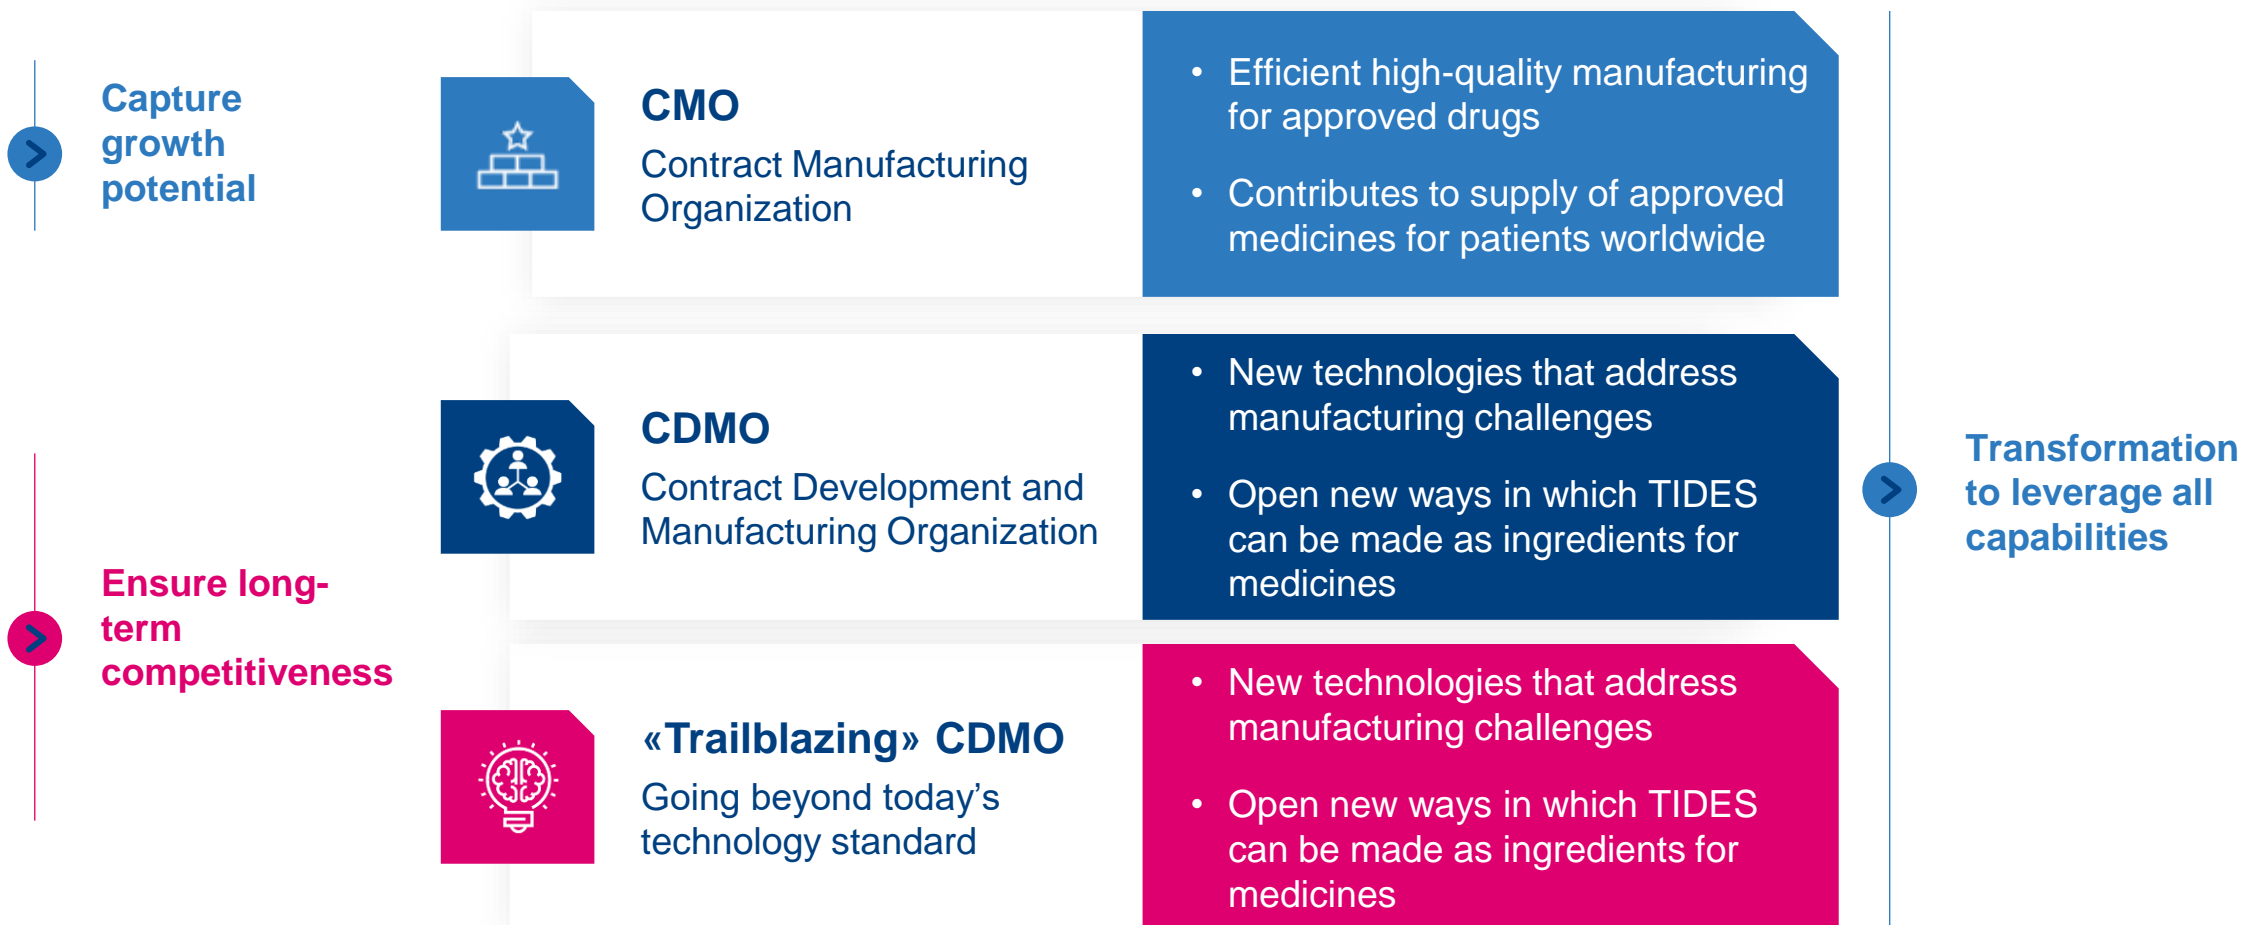 Capture
growth
potential
CMO
Contract Manufacturing
Organization
• Efficient high-quality manufacturing
for approved drugs
• Contributes to supply of approved
medicines for patients worldwide
Ensure long-
term
competitiveness
CDMO
Contract Development and
Manufacturing Organization
• New technologies that address
manufacturing challenges
• Open new ways in which TIDES
can be made as ingredients for
medicines
«Trailblazing» CDMO
Going beyond today’s
technology standard
• New technologies that address
manufacturing challenges
• Open new ways in which TIDES
can be made as ingredients for
medicines
Transformation
to leverage all
capabilities